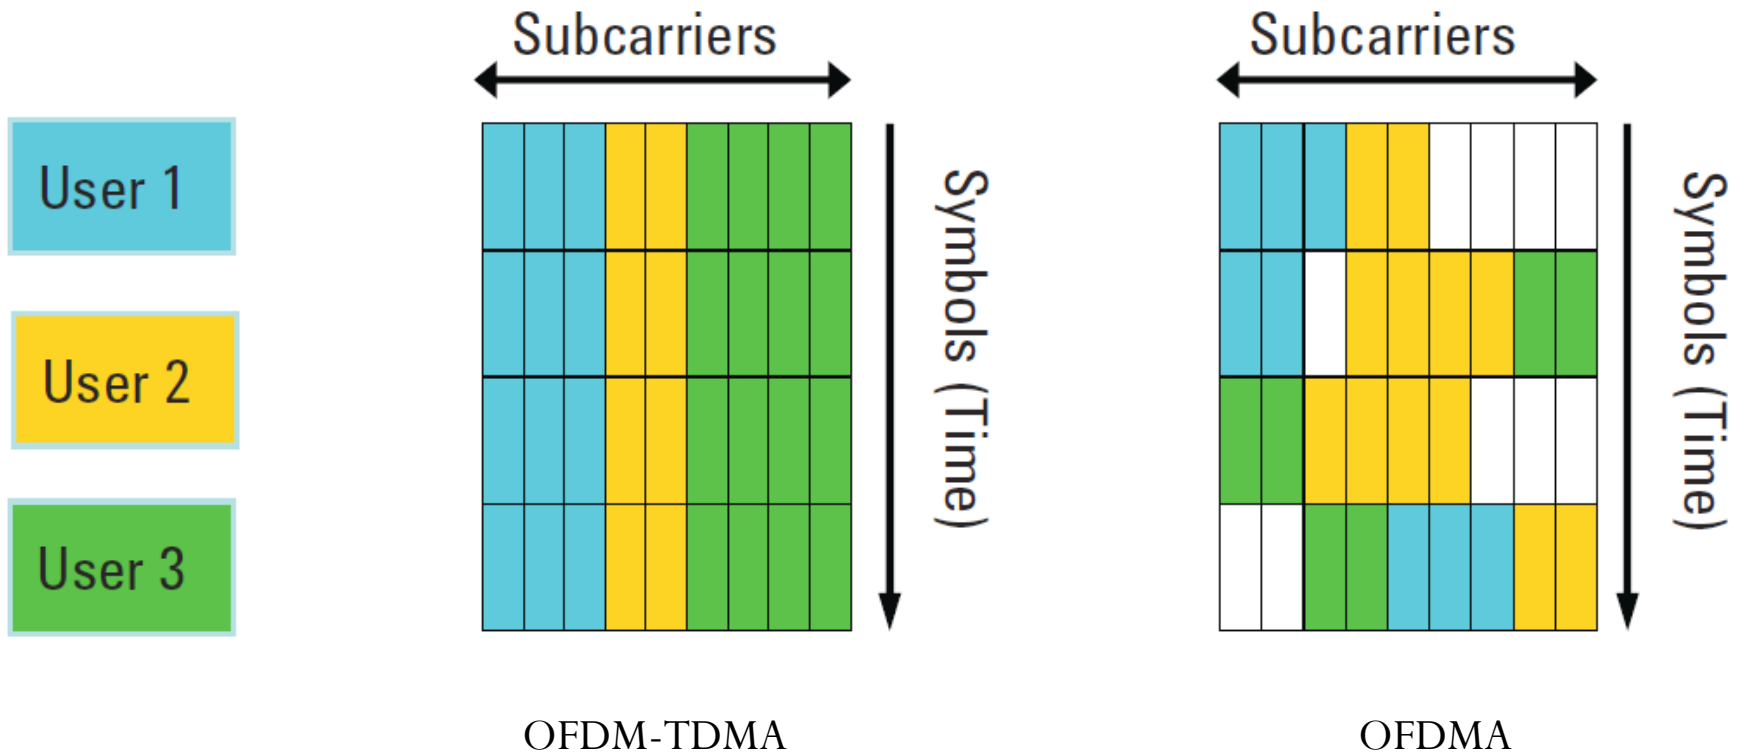 Subcarriers
Subcarriers
User 1
User 2
User 3
Symbols (Time)
Symbols (Time)
OFDM-TDMA
OFDMA